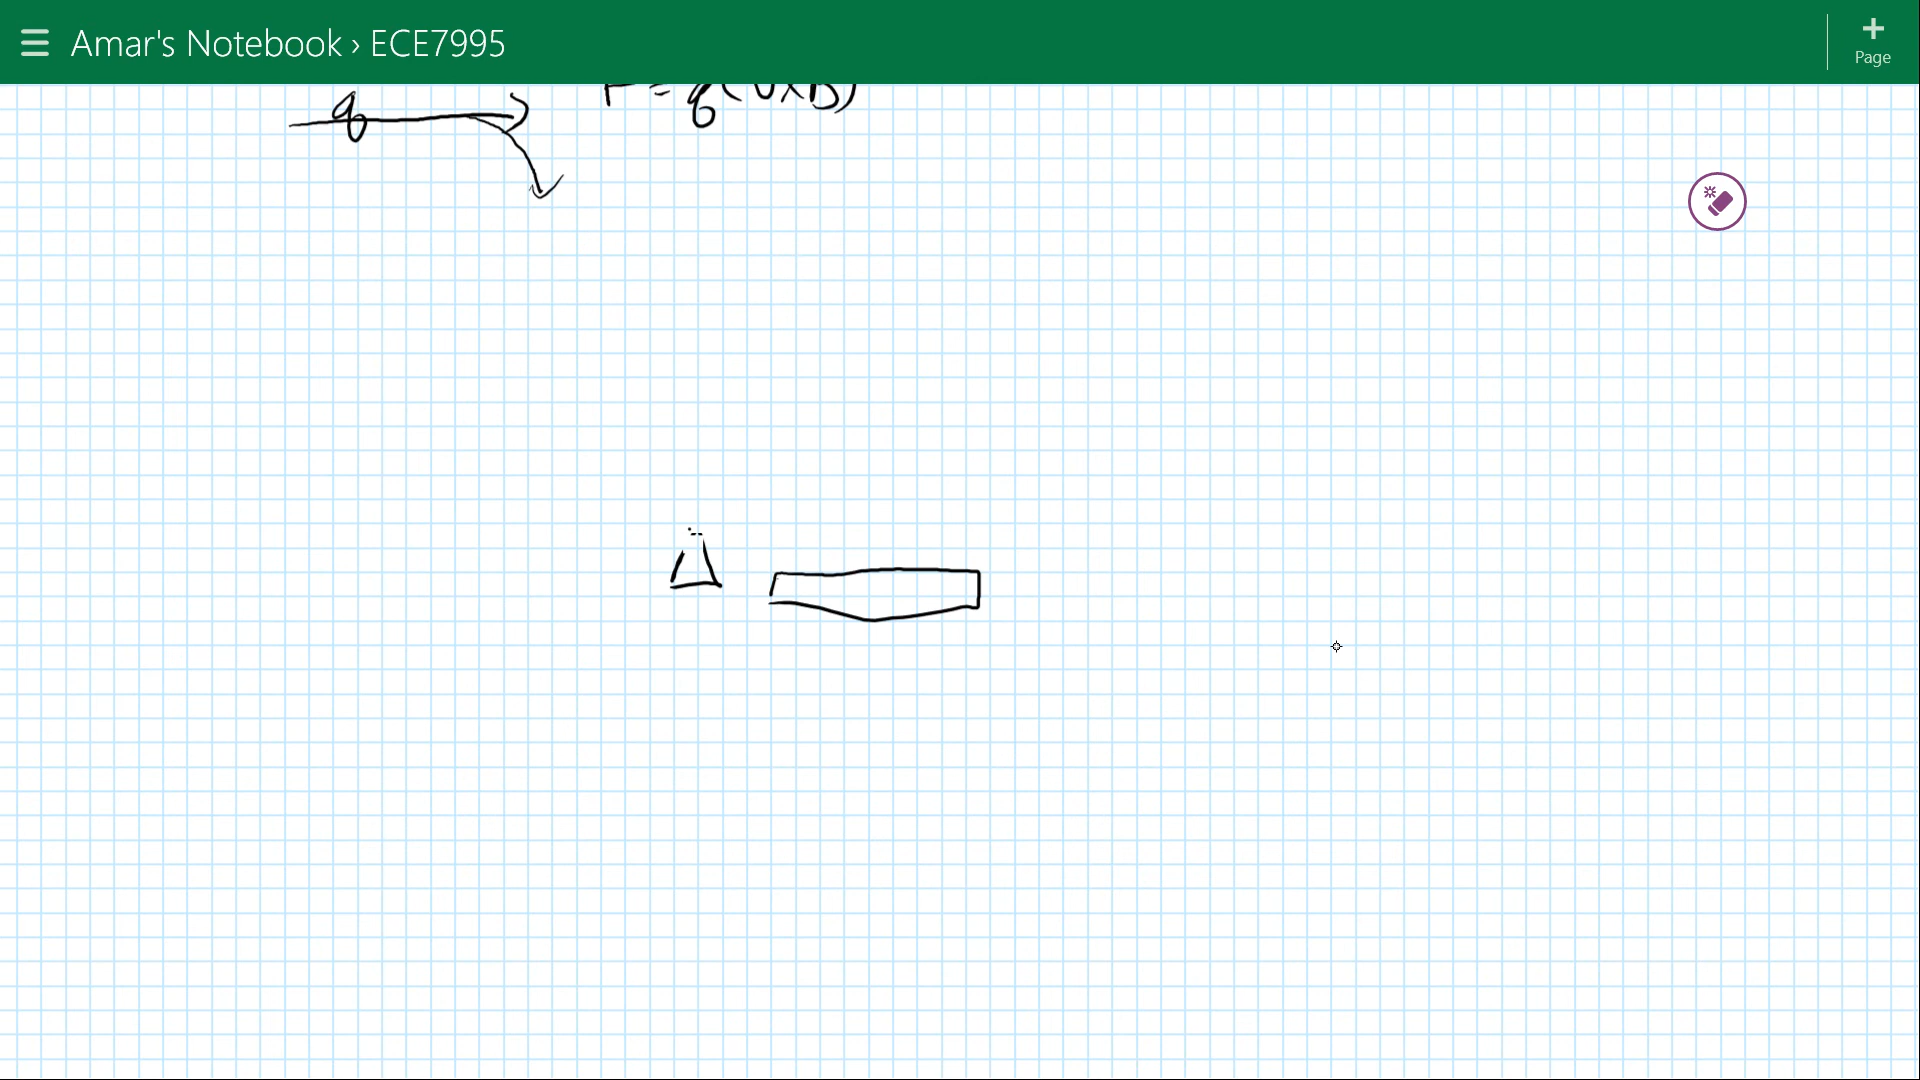 Amar's Notebook › ECE7995
Page
F = q(v×B)
q